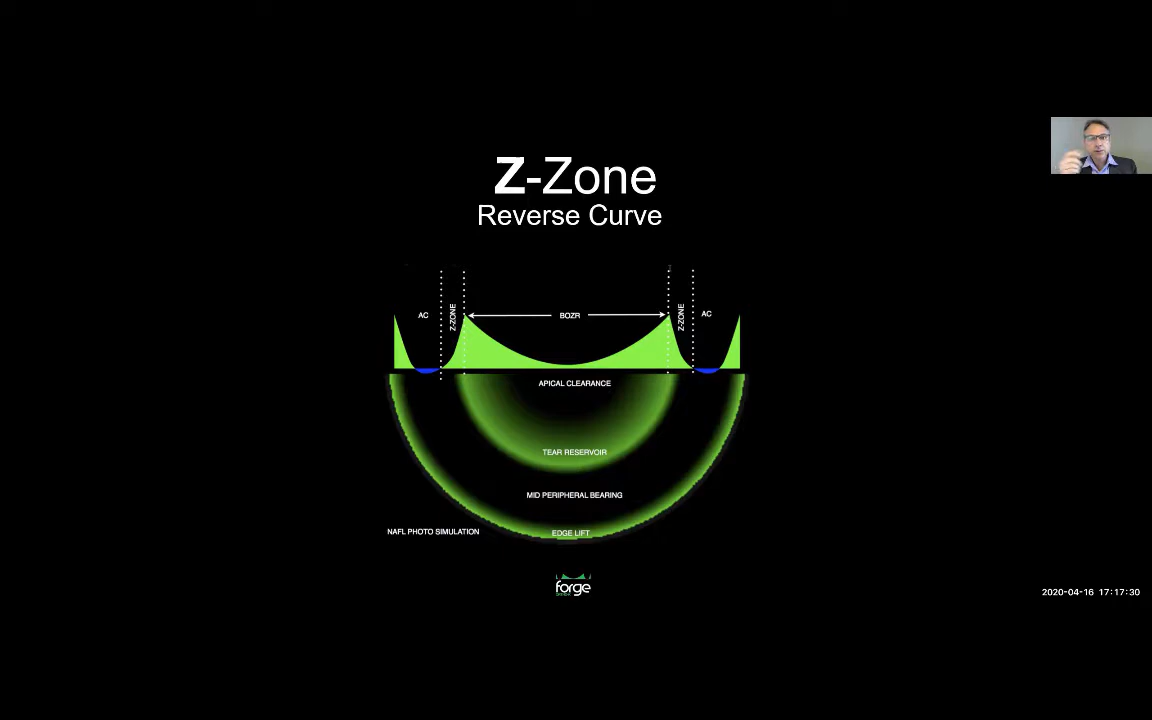 Z-Zone
Reverse Curve
AC
Z-ZONE
BOZR
Z-ZONE
AC
APICAL CLEARANCE
TEAR RESERVOIR
MID PERIPHERAL BEARING
NAFL PHOTO SIMULATION
EDGE LIFT
forge
2020-04-16 17:17:30